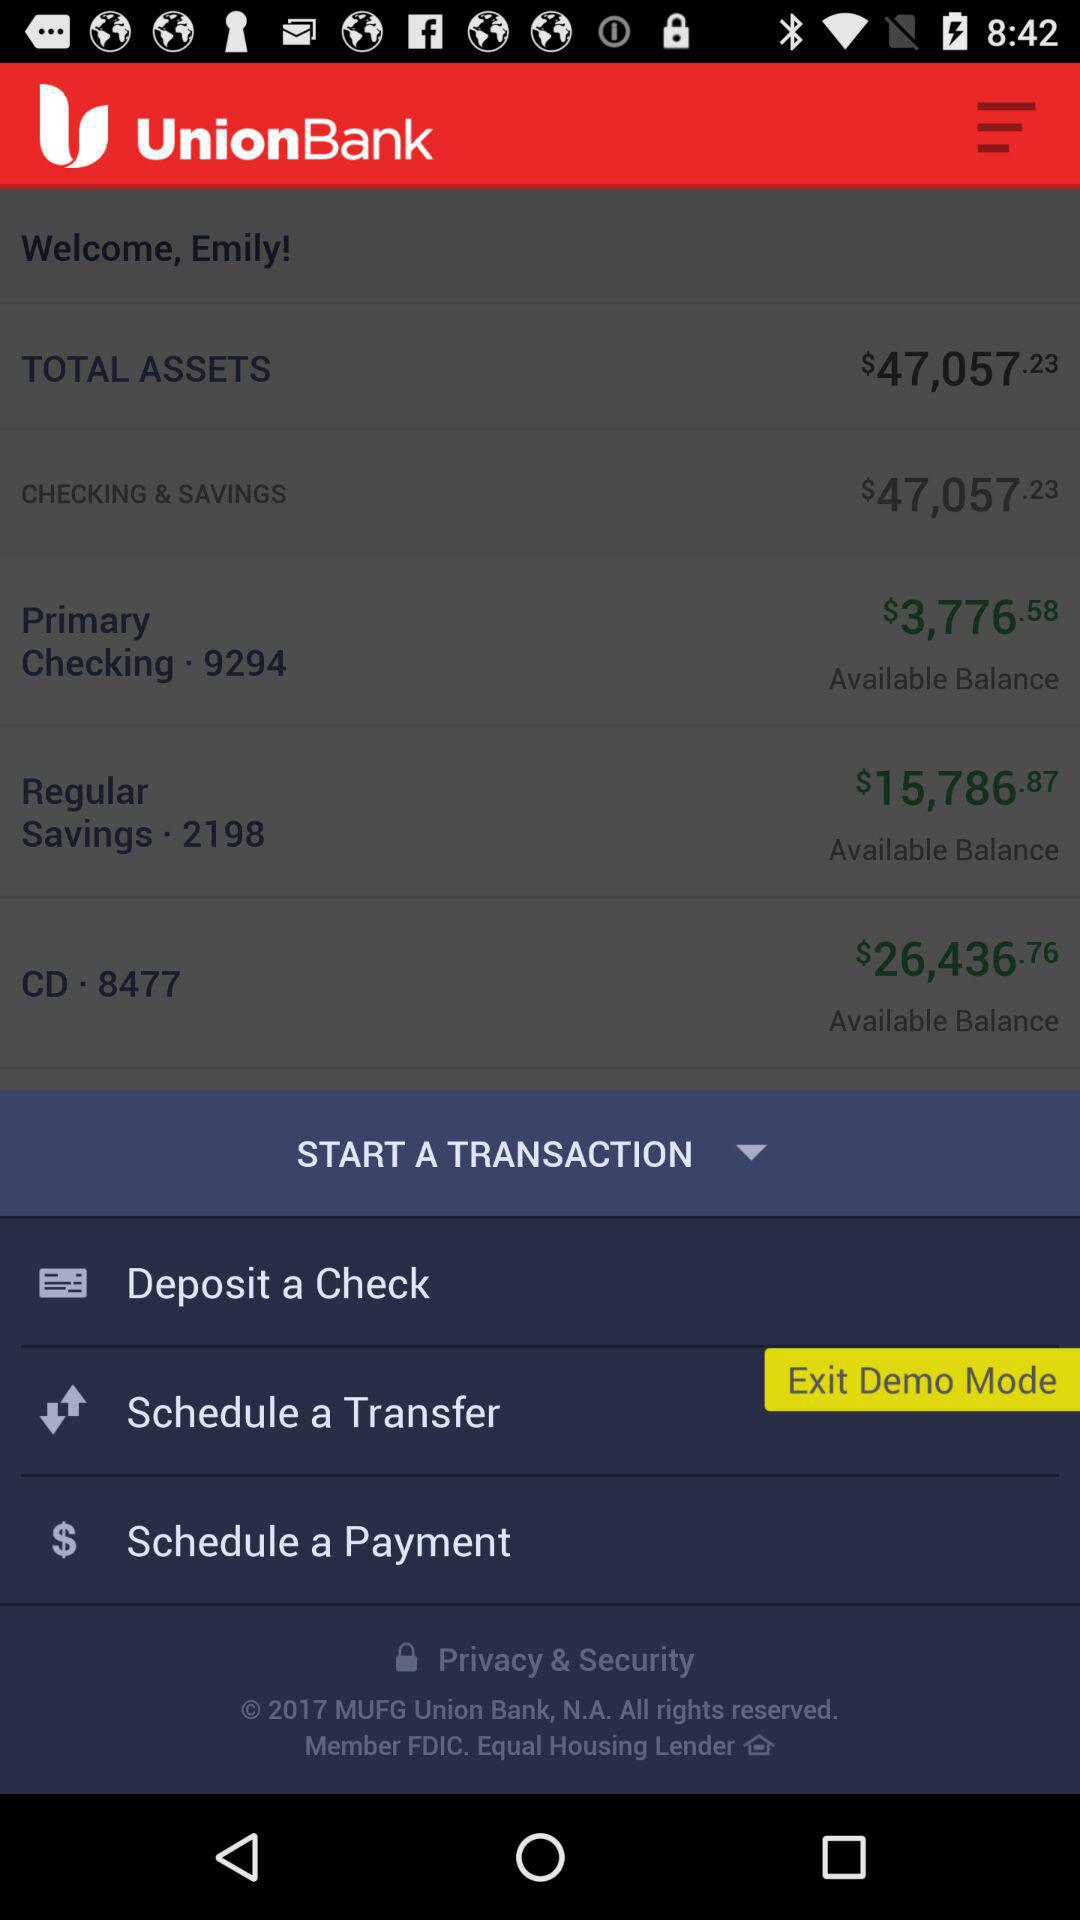 8:42
UnionBank
Welcome, Emily!
TOTAL ASSETS $47,057.23
CHECKING & SAVINGS $47,057.23
Primary
Checking · 9294
$3,776.58
Available Balance
Regular
Savings · 2198
$15,786.87
Available Balance
CD · 8477
$26,436.76
Available Balance
START A TRANSACTION
Deposit a Check
Exit Demo Mode
Schedule a Transfer
$ Schedule a Payment
Privacy & Security
© 2017 MUFG Union Bank, N.A. All rights reserved.
Member FDIC. Equal Housing Lender